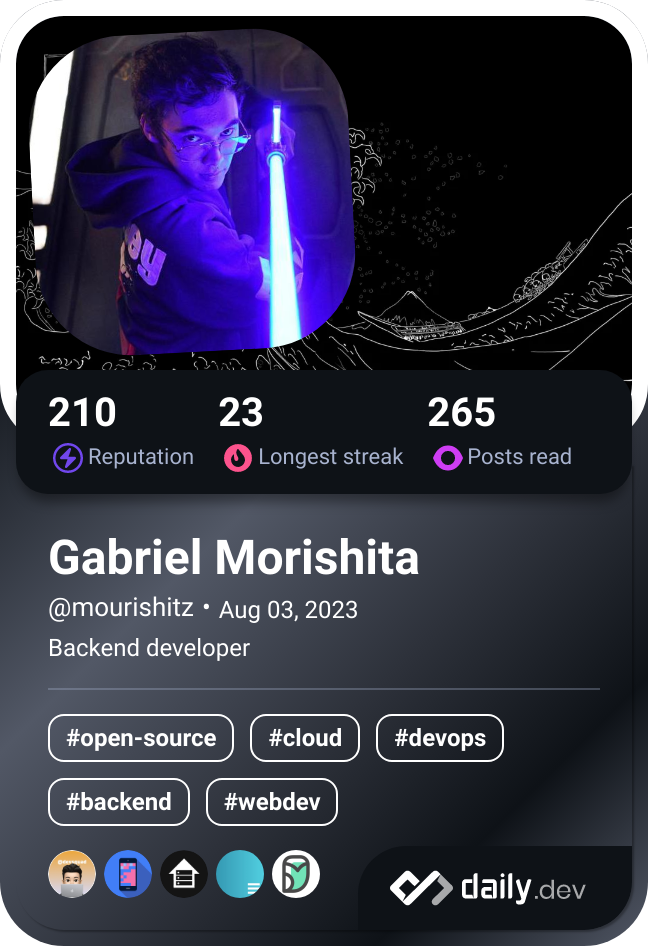 210 23 265
Reputation Longest streak Posts read
Gabriel Morishita
@mourishitz • Aug 03, 2023
Backend developer
#open-source #cloud #devops
#backend #webdev
daily.dev